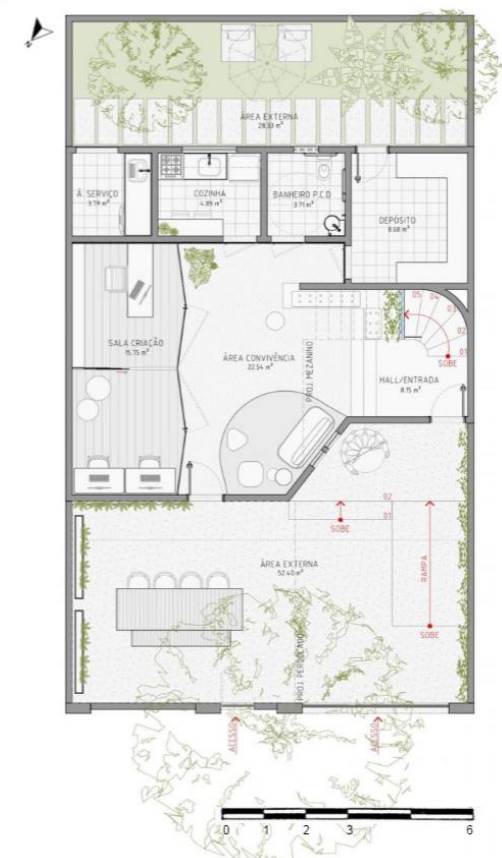 ÁREA EXTERNA
28.33 m²
Á. SERVIÇO
3.79 m²
COZINHA
4.89 m²
BANHEIRO P.C.D
3.71 m²
DEPÓSITO
8.68 m²
SALA CRIAÇÃO
15.75 m²
ÁREA CONVIVÊNCIA
22.54 m²
PROJ. MEZANINO
05
04
03
02
01
SOBE
HALL/ENTRADA
8.15 m²
02
01
SOBE
ÁREA EXTERNA
52.40 m²
RAMPA
SOBE
PROJ. PERGOLADO
ACESSO
ACESSO
0 1 2 3 6